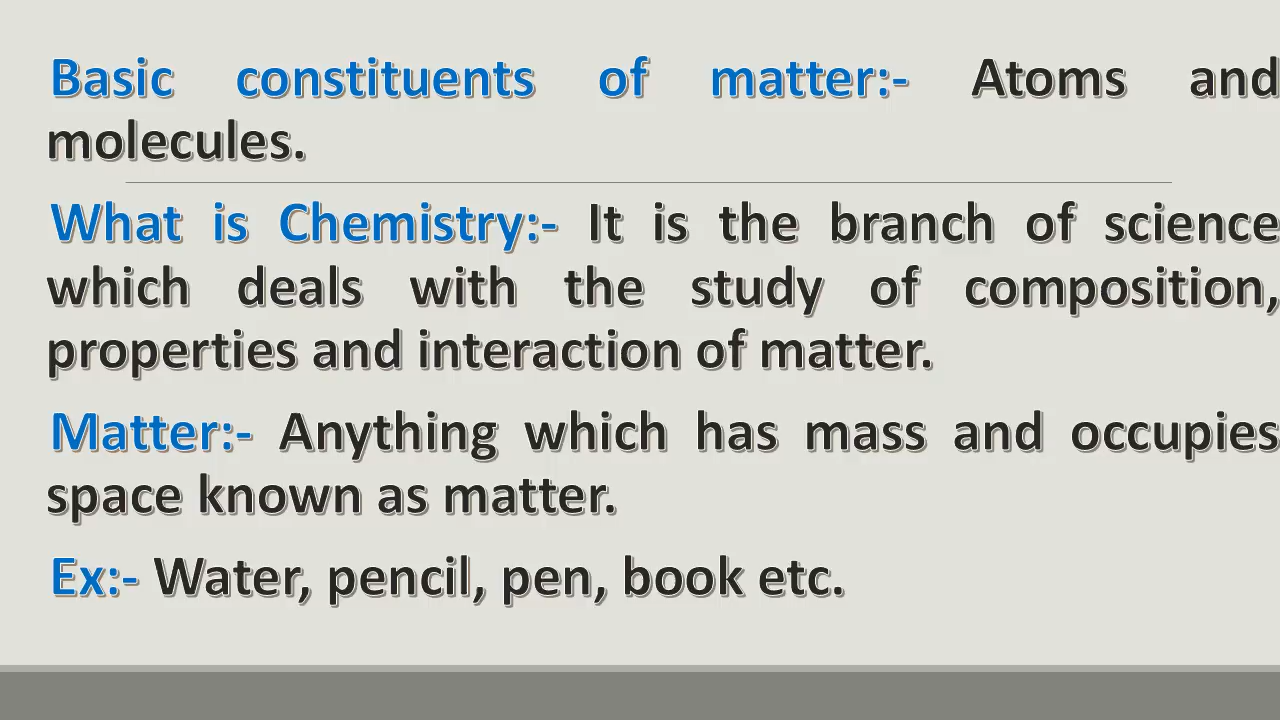 Basic constituents of matter:- Atoms and
molecules.
What is Chemistry:- It is the branch of science
which deals with the study of composition,
properties and interaction of matter.
Matter:- Anything which has mass and occupies
space known as matter.
Ex:- Water, pencil, pen, book etc.